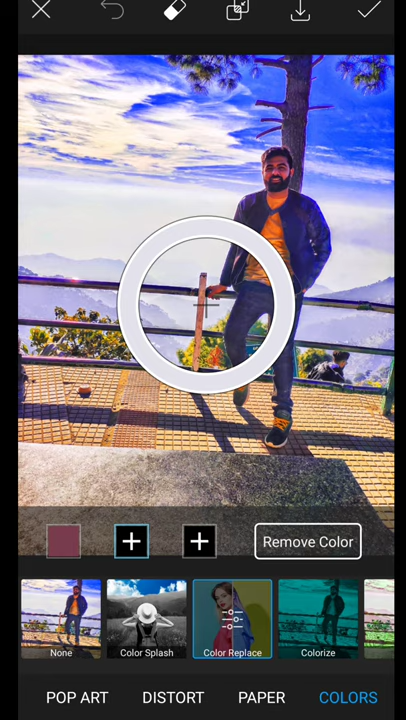 Remove Color
None
Color Splash
Color Replace
Colorize
POP ART DISTORT PAPER COLORS